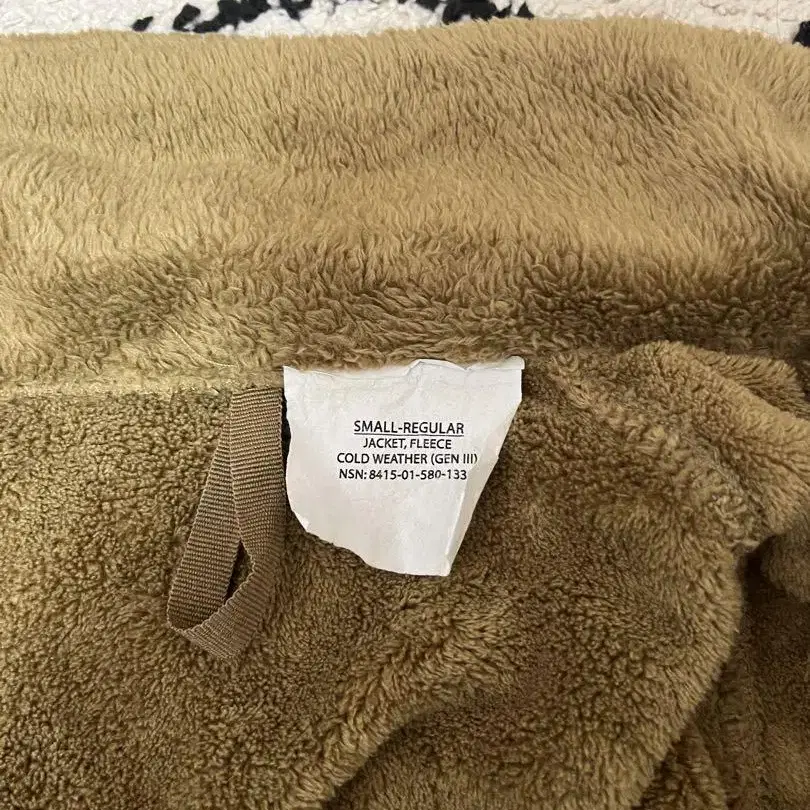 SMALL-REGULAR
JACKET, FLEECE
COLD WEATHER (GEN III)
NSN: 8415-01-580-133